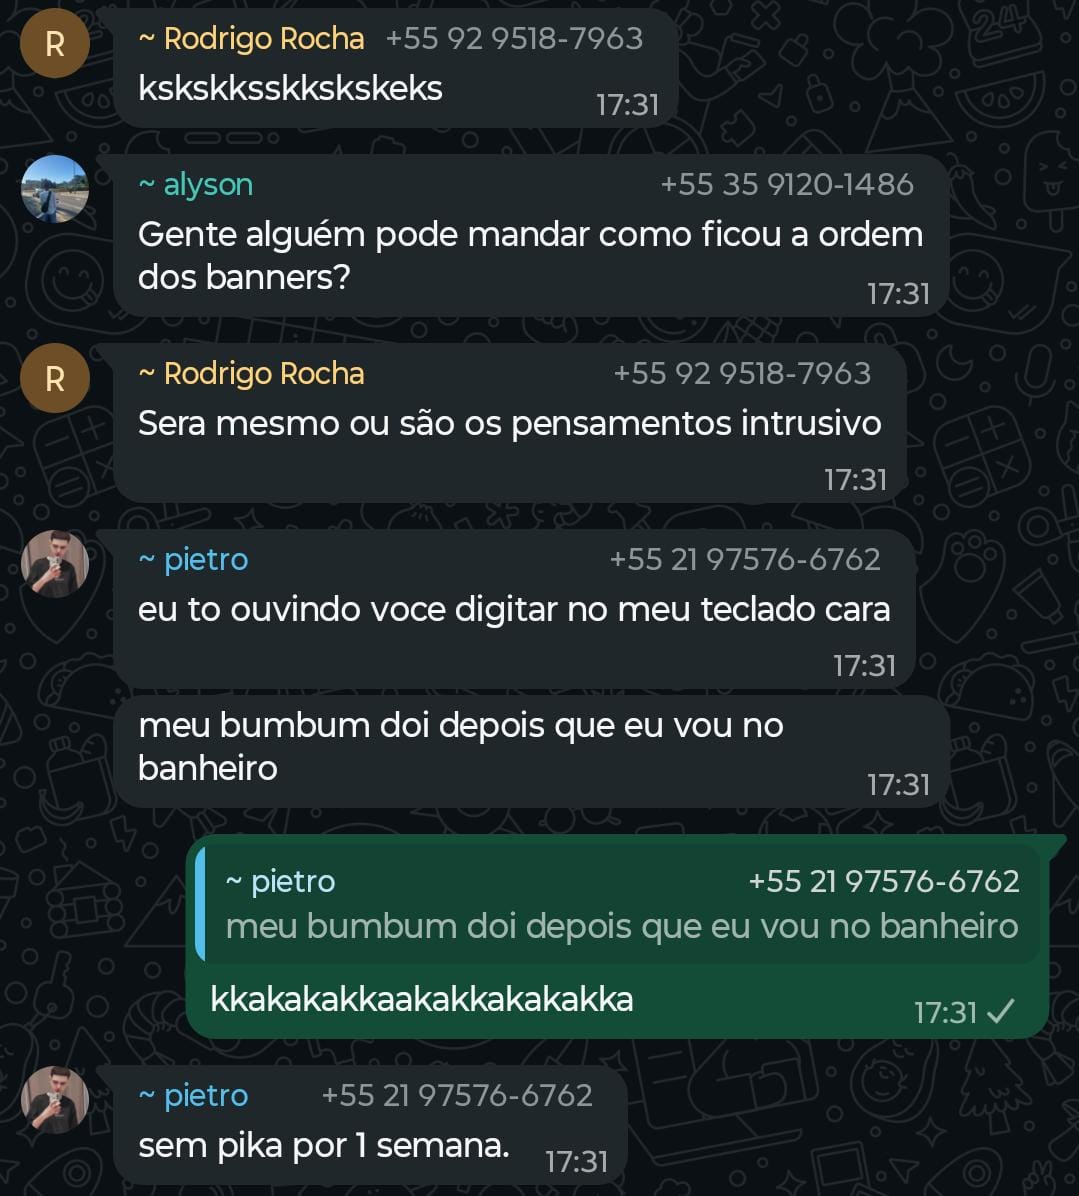 R
~ Rodrigo Rocha +55 92 9518-7963
kskskksskkskskeks
17:31
~ alyson +55 35 9120-1486
Gente alguém pode mandar como ficou a ordem
dos banners?
17:31
R
~ Rodrigo Rocha +55 92 9518-7963
Sera mesmo ou são os pensamentos intrusivo
17:31
~ pietro +55 21 97576-6762
eu to ouvindo voce digitar no meu teclado cara
17:31
meu bumbum doi depois que eu vou no
banheiro
17:31
~ pietro +55 21 97576-6762
meu bumbum doi depois que eu vou no banheiro
kkakakakkaakakkakakakka
17:31
~ pietro +55 21 97576-6762
sem pika por 1 semana.
17:31